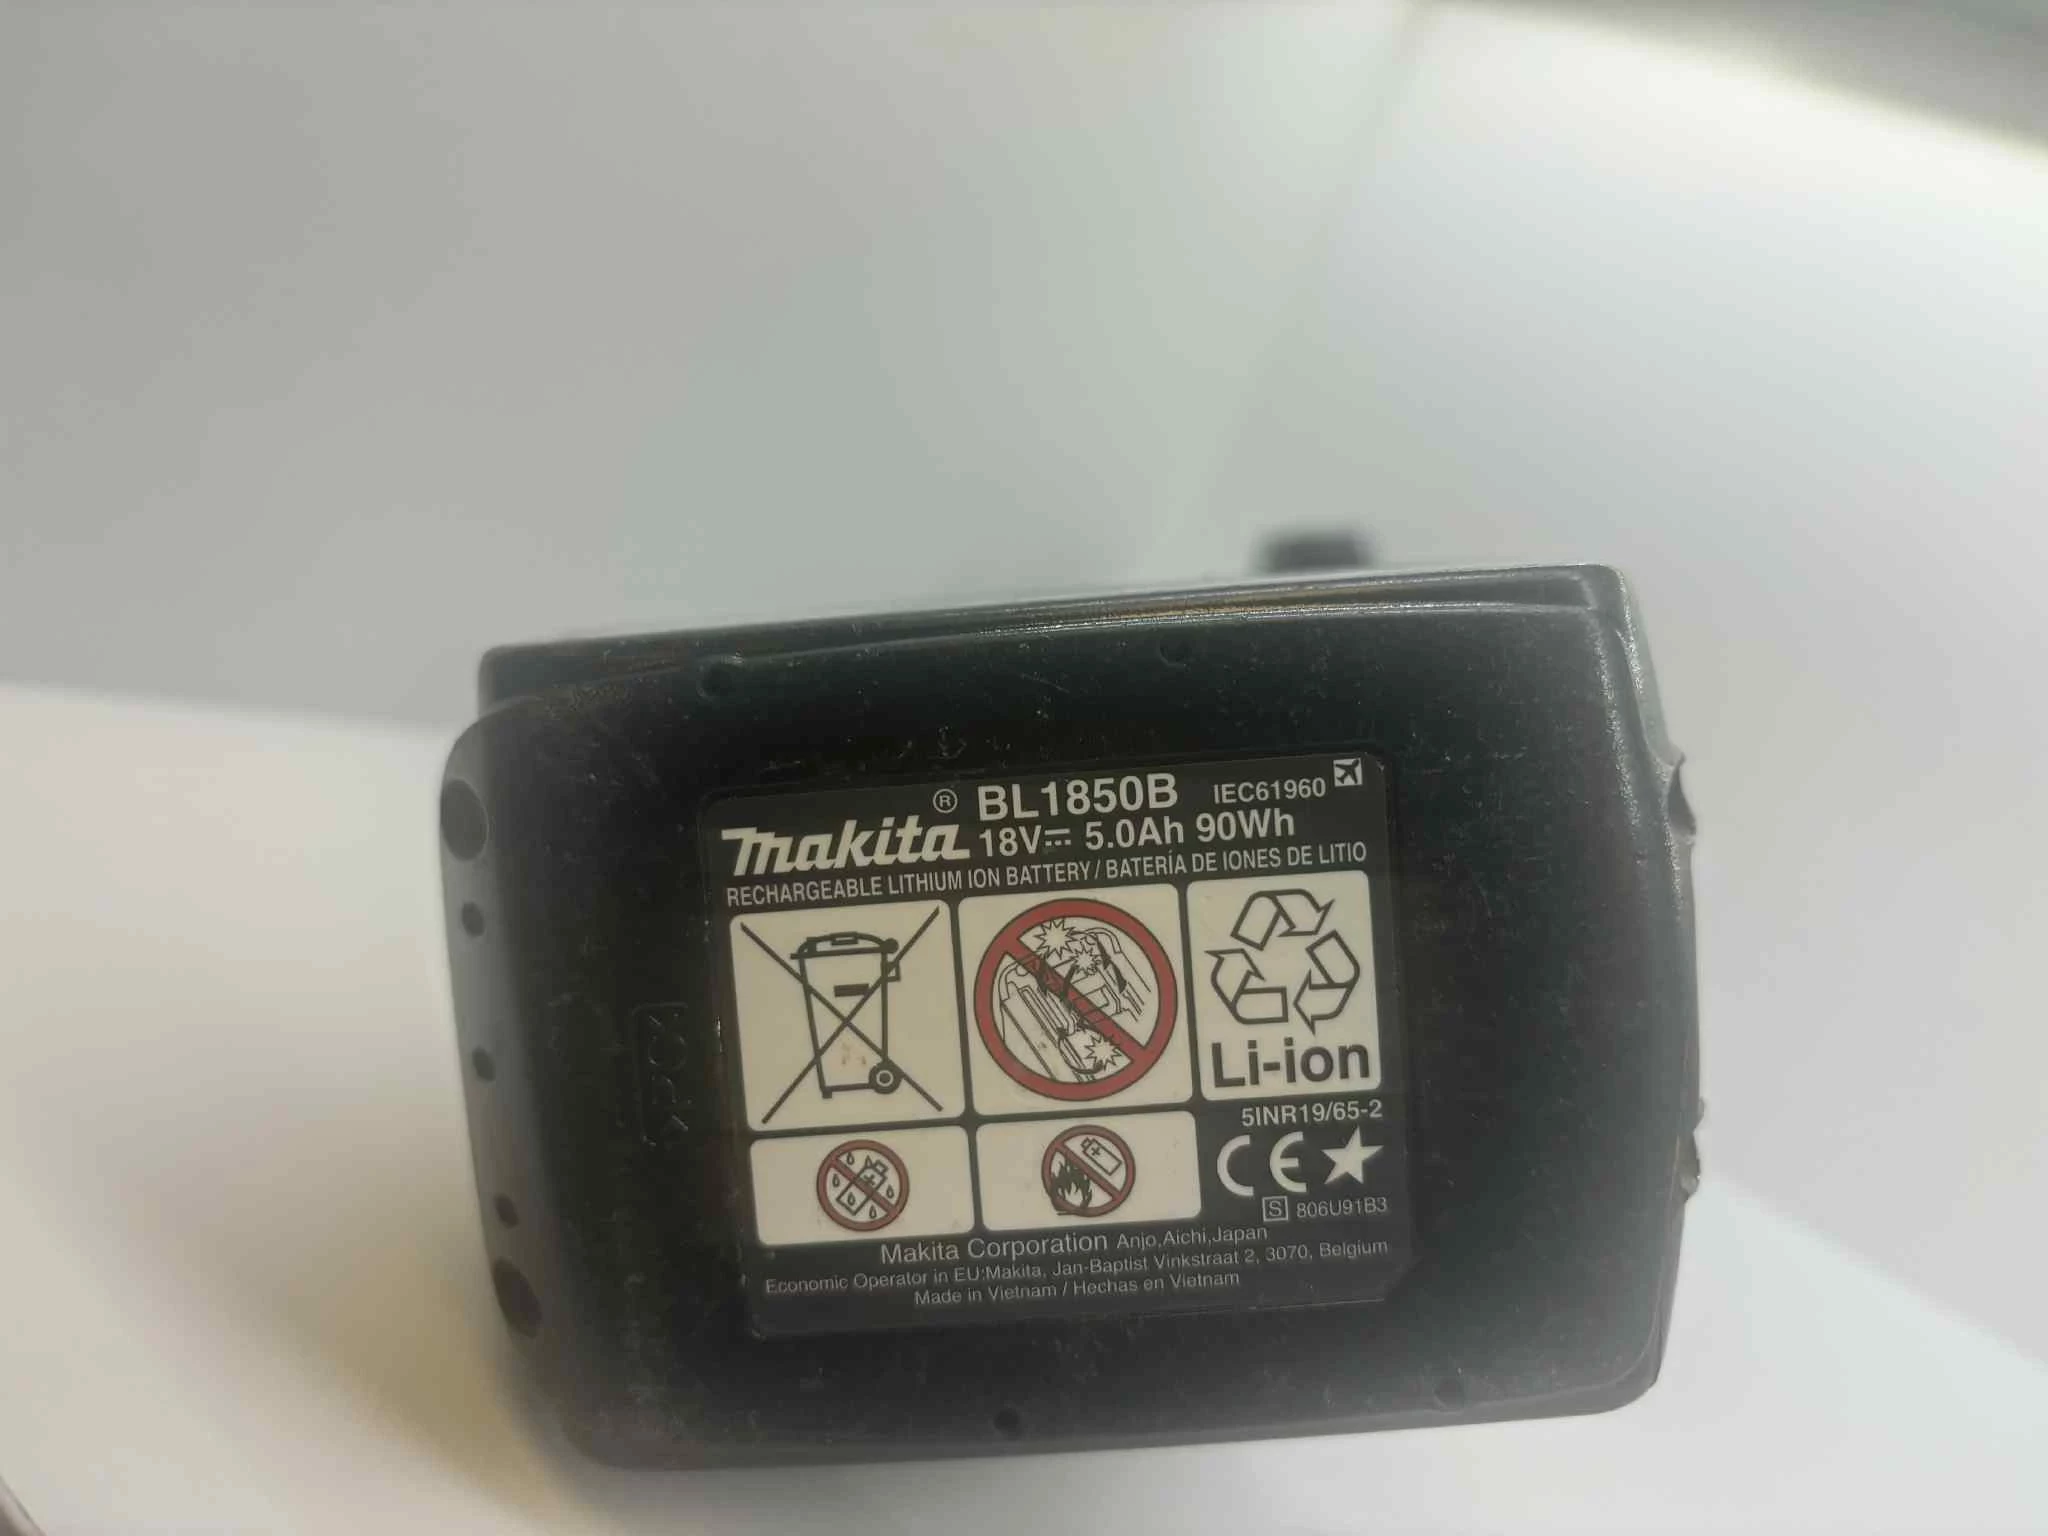 ® BL1850B IEC61960
makita 18V⎓ 5.0Ah 90Wh
RECHARGEABLE LITHIUM ION BATTERY / BATERÍA DE IONES DE LITIO
Li-ion
5INR19/65-2
CE
S 806U91B3
Makita Corporation Anjo,Aichi,Japan
Economic Operator in EU:Makita, Jan-Baptist Vinkstraat 2, 3070, Belgium
Made in Vietnam / Hechas en Vietnam